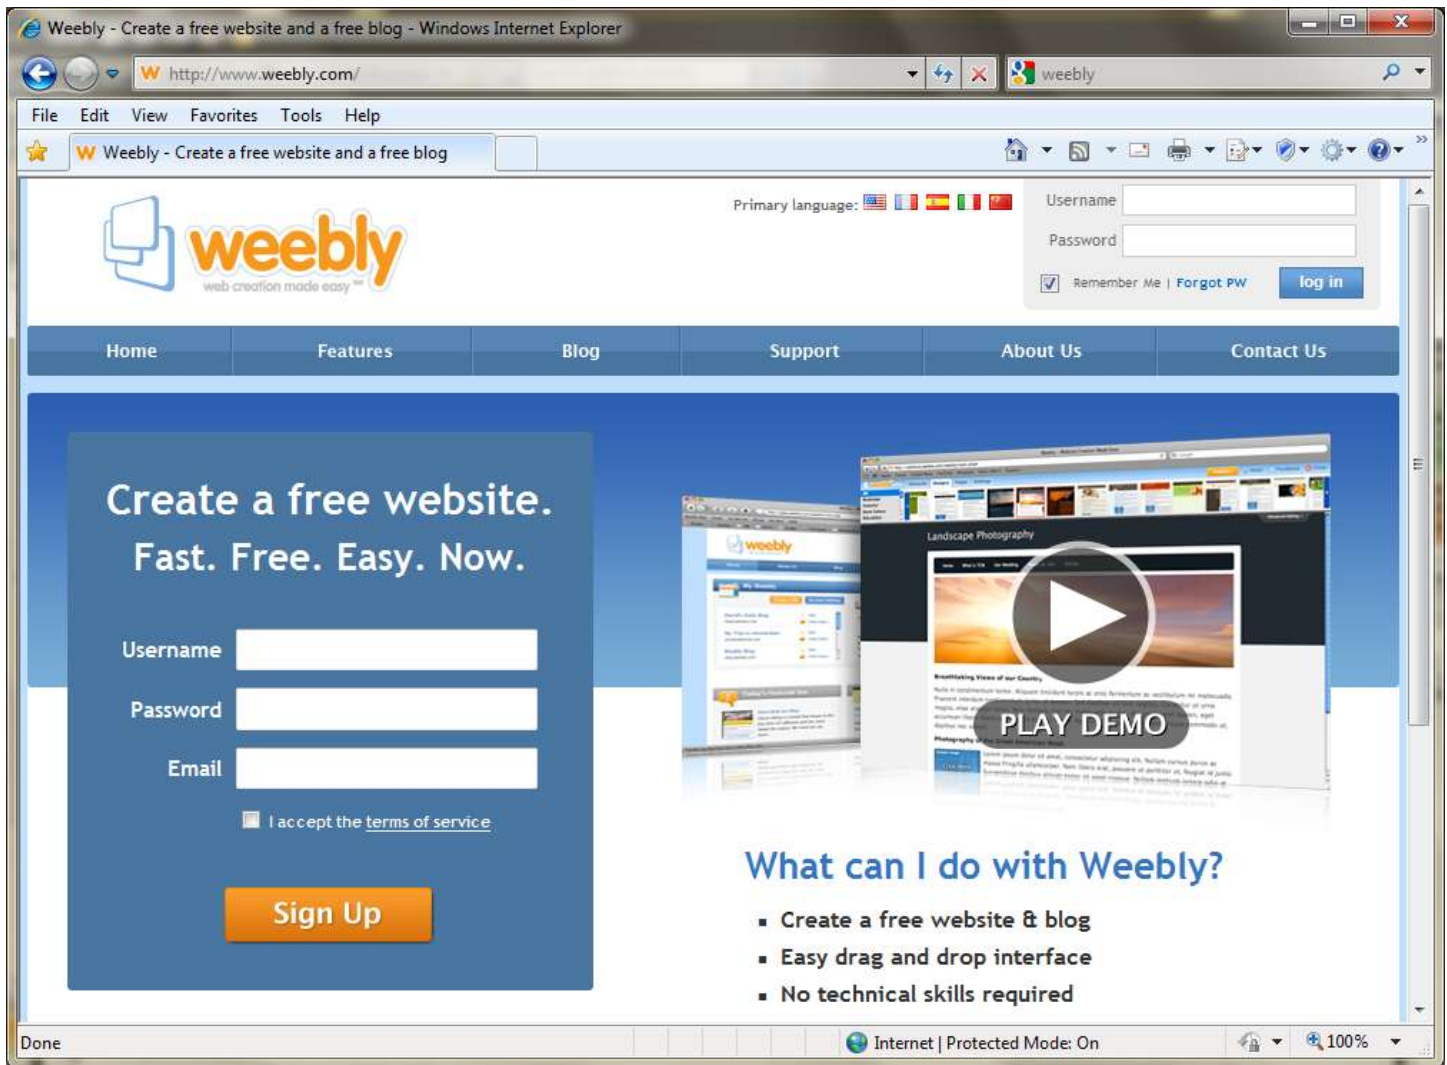 Weebly - Create a free website and a free blog - Windows Internet Explorer
http://www.weebly.com/ weebly
File Edit View Favorites Tools Help
Weebly - Create a free website and a free blog
weebly
web creation made easy
Primary language:
Username
Password
Remember Me | Forgot PW log in
Home Features Blog Support About Us Contact Us
Create a free website.
Fast. Free. Easy. Now.
Username
Password
Email
I accept the terms of service
Sign Up
weebly
Landscape Photography
Breathtaking Views of our Country
PLAY DEMO
What can I do with Weebly?
▪ Create a free website & blog
▪ Easy drag and drop interface
▪ No technical skills required
Done Internet | Protected Mode: On 100%